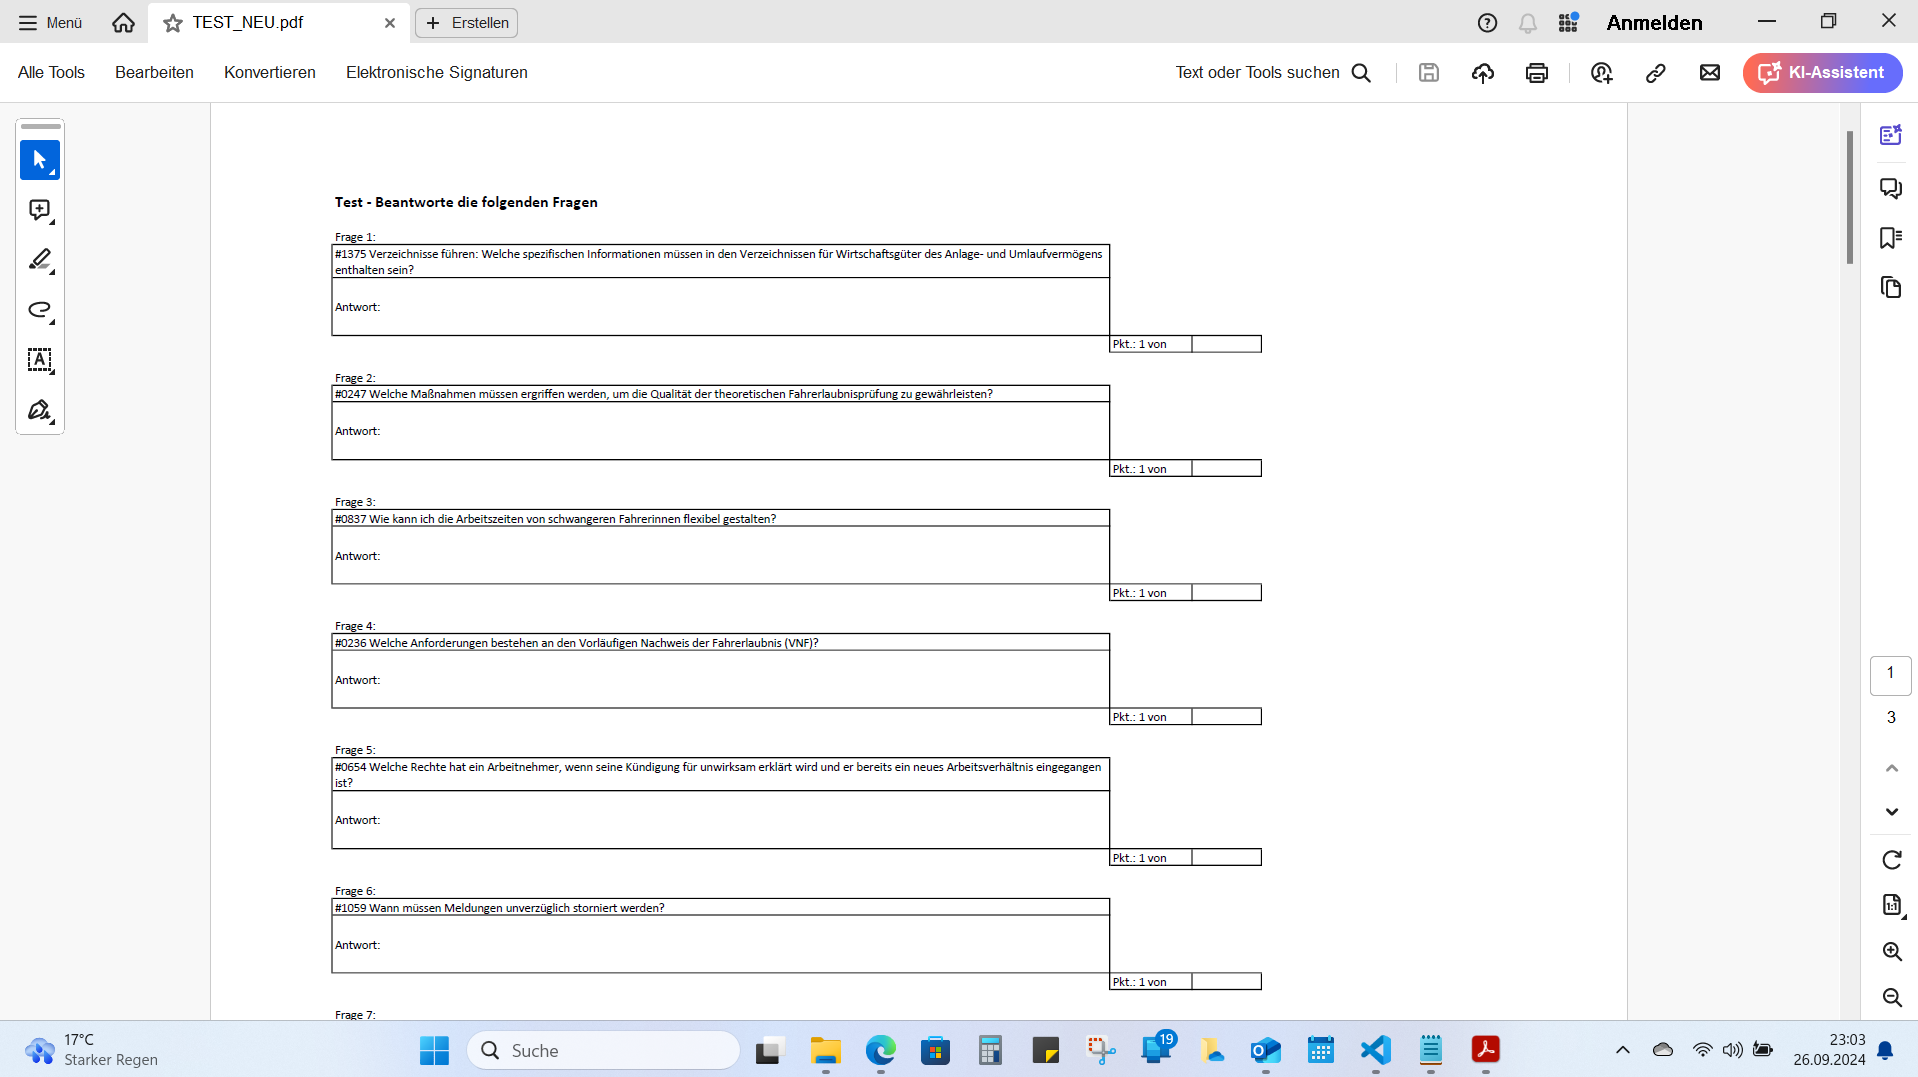 Menü
TEST_NEU.pdf
Erstellen
Anmelden
Alle Tools
Bearbeiten
Konvertieren
Elektronische Signaturen
Text oder Tools suchen
KI-Assistent
Test - Beantworte die folgenden Fragen
Frage 1:
#1375 Verzeichnisse führen: Welche spezifischen Informationen müssen in den Verzeichnissen für Wirtschaftsgüter des Anlage- und Umlaufvermögens
enthalten sein?
Antwort:
Pkt.: 1 von
Frage 2:
#0247 Welche Maßnahmen müssen ergriffen werden, um die Qualität der theoretischen Fahrerlaubnisprüfung zu gewährleisten?
Antwort:
Pkt.: 1 von
Frage 3:
#0837 Wie kann ich die Arbeitszeiten von schwangeren Fahrerinnen flexibel gestalten?
Antwort:
Pkt.: 1 von
Frage 4:
#0236 Welche Anforderungen bestehen an den Vorläufigen Nachweis der Fahrerlaubnis (VNF)?
Antwort:
Pkt.: 1 von
Frage 5:
#0654 Welche Rechte hat ein Arbeitnehmer, wenn seine Kündigung für unwirksam erklärt wird und er bereits ein neues Arbeitsverhältnis eingegangen
ist?
Antwort:
Pkt.: 1 von
Frage 6:
#1059 Wann müssen Meldungen unverzüglich storniert werden?
Antwort:
Pkt.: 1 von
Frage 7:
1
3
1:1
17°C
Starker Regen
Suche
19
23:03
26.09.2024